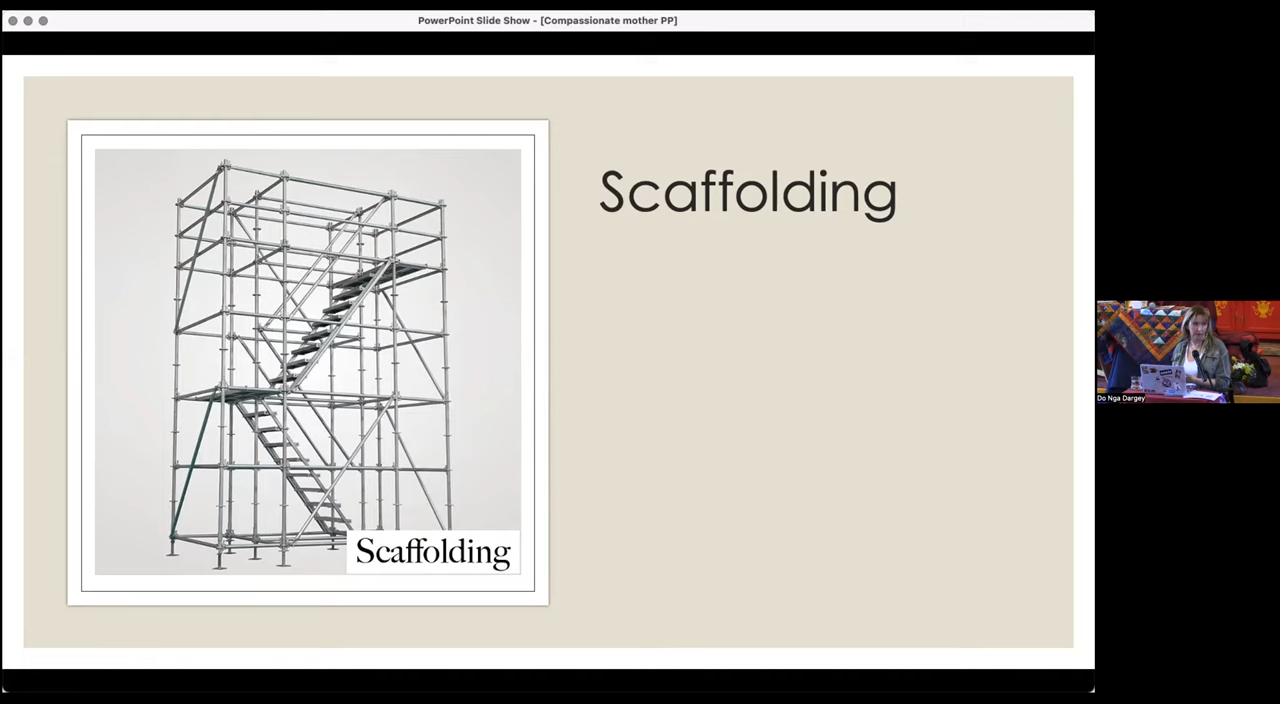 PowerPoint Slide Show - [Compassionate mother PP]
Scaffolding
Scaffolding
Do Nga Dargey